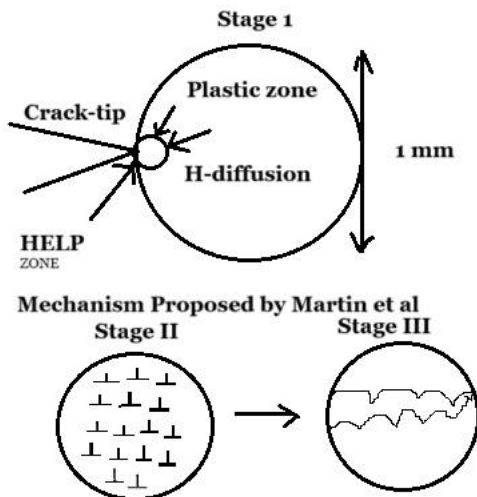 Stage 1
Crack-tip
Plastic zone
1 mm
H-diffusion
HELP
ZONE
Mechanism Proposed by Martin et al
Stage II
Stage III